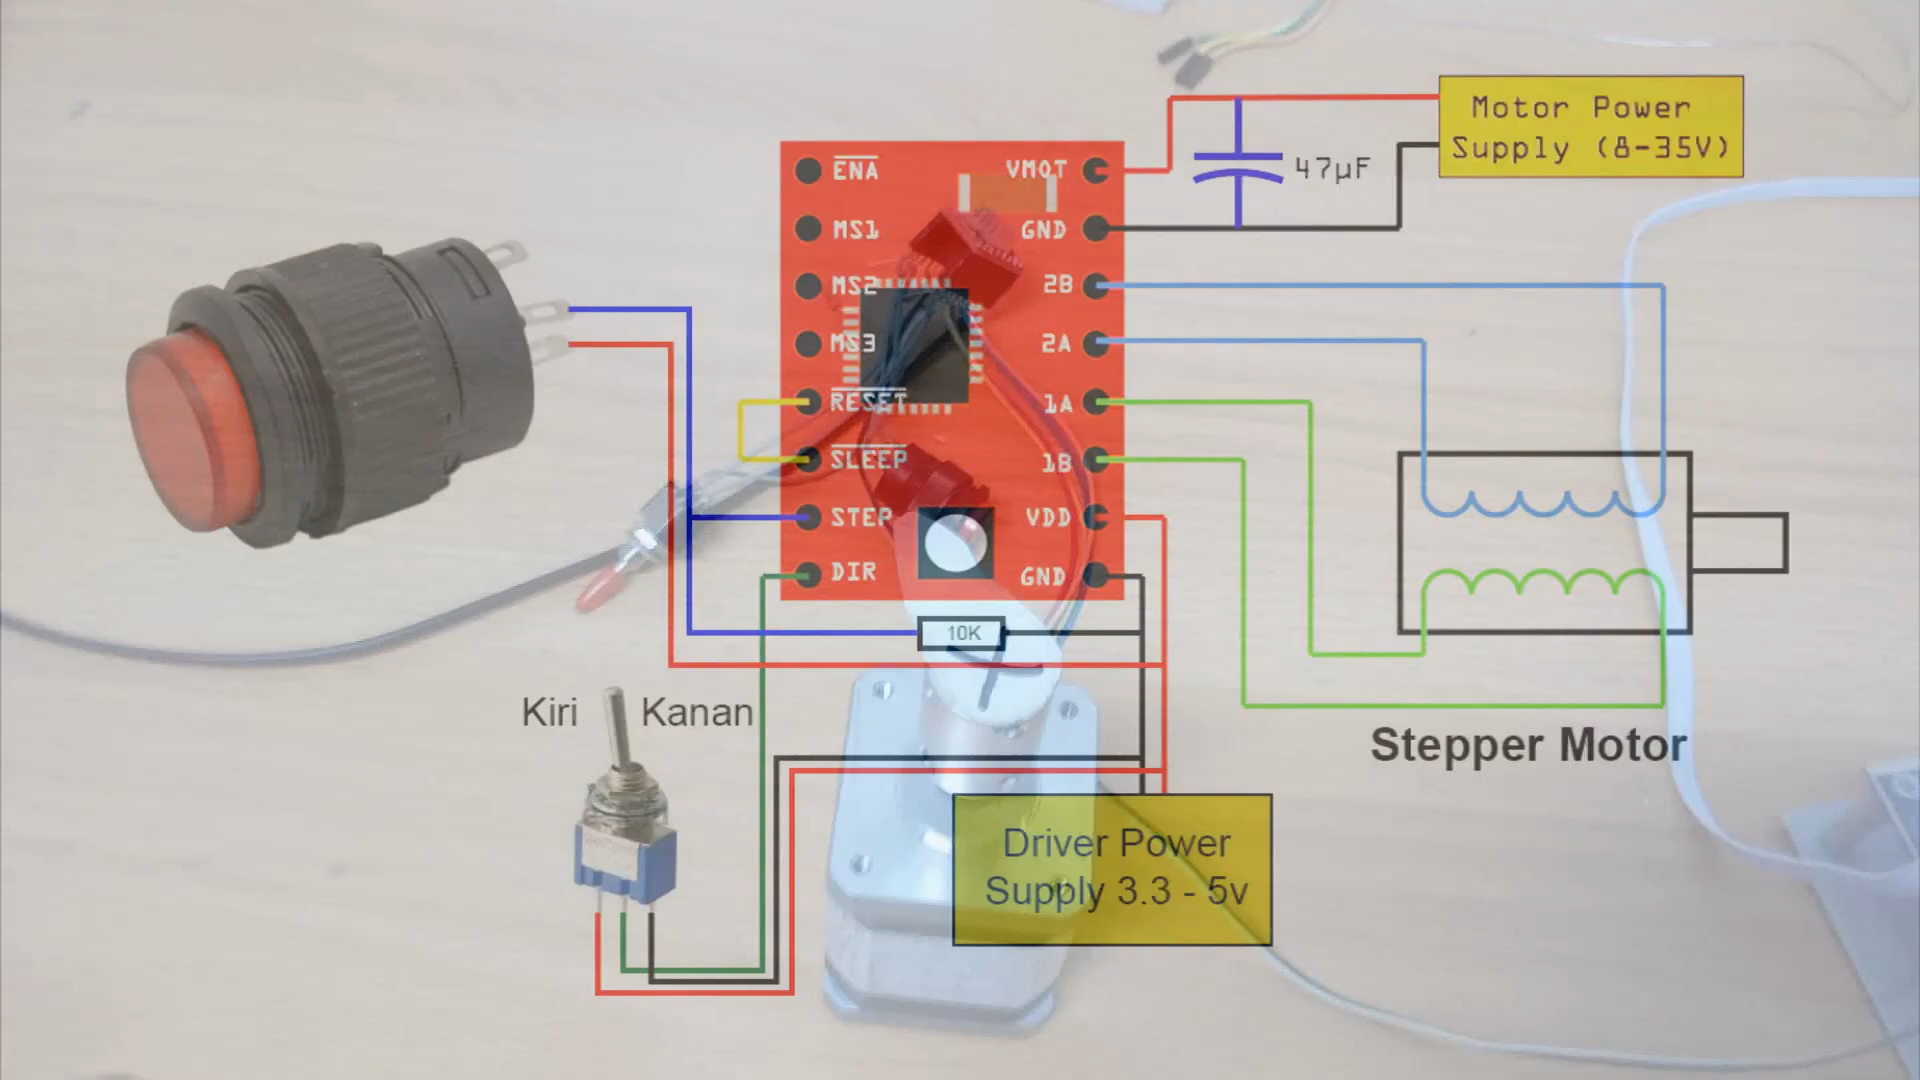 Motor Power
Supply (8-35V)
47µF
ENA
MS1
MS2
MS3
RESET
SLEEP
STEP
DIR
VMOT
GND
2B
2A
1A
1B
VDD
GND
10K
Kiri
Kanan
Stepper Motor
Driver Power
Supply 3.3 - 5v